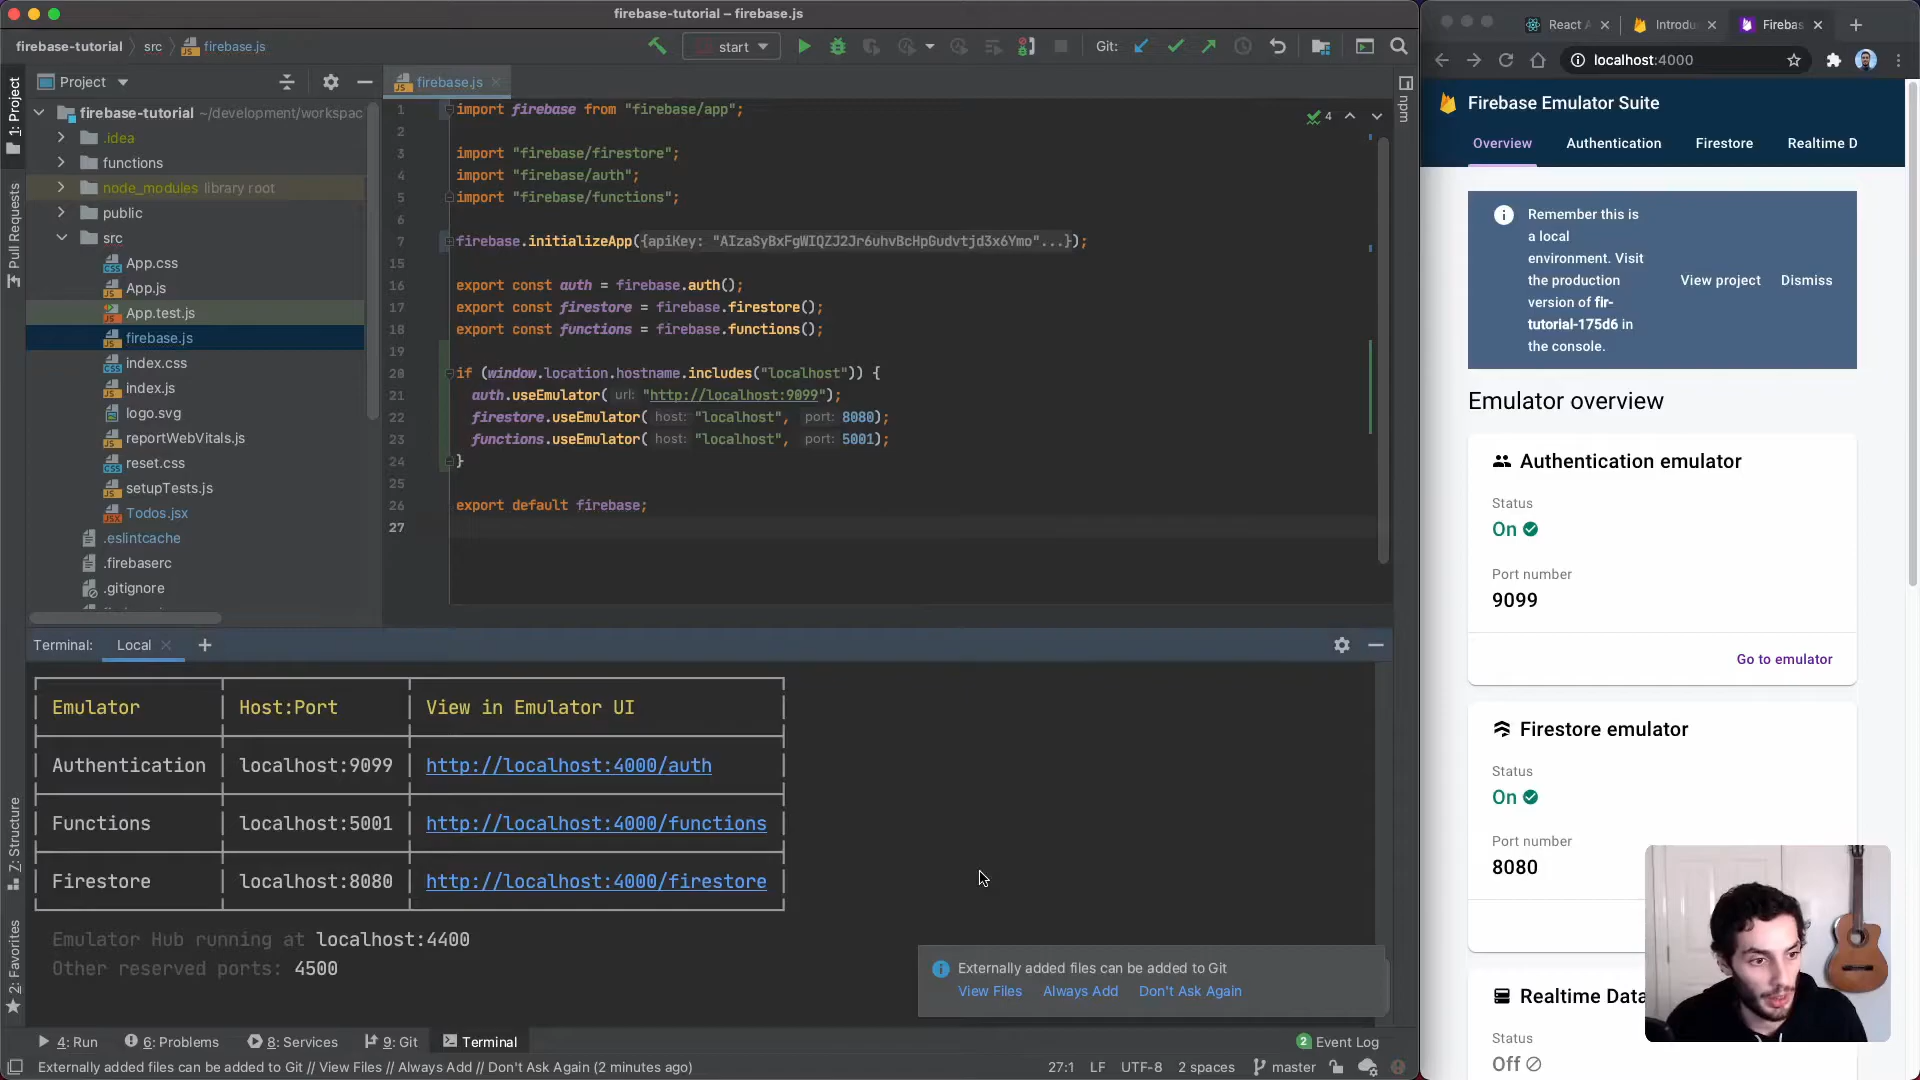 firebase-tutorial – firebase.js
firebase-tutorial
src
firebase.js
start
Git:
Project
firebase.js
1: Project
Pull Requests
Z: Structure
2: Favorites
npm
firebase-tutorial ~/development/workspac
.idea
functions
node_modules library root
public
src
App.css
App.js
App.test.js
firebase.js
index.css
index.js
logo.svg
reportWebVitals.js
reset.css
setupTests.js
Todos.jsx
.eslintcache
.firebaserc
.gitignore
4
1 import firebase from "firebase/app";
2
3 import "firebase/firestore";
4 import "firebase/auth";
5 import "firebase/functions";
6
7 firebase.initializeApp({apiKey: "AIzaSyBxFgWIQZJ2Jr6uhvBcHpGudvtjd3x6Ymo"...});
15
16 export const auth = firebase.auth();
17 export const firestore = firebase.firestore();
18 export const functions = firebase.functions();
19
20 if (window.location.hostname.includes("localhost")) {
21 auth.useEmulator( url: "http://localhost:9099");
22 firestore.useEmulator( host: "localhost", port: 8080);
23 functions.useEmulator( host: "localhost", port: 5001);
24 }
25
26 export default firebase;
27
Terminal: Local
Emulator Host:Port View in Emulator UI
Authentication localhost:9099 http://localhost:4000/auth
Functions localhost:5001 http://localhost:4000/functions
Firestore localhost:8080 http://localhost:4000/firestore
Emulator Hub running at localhost:4400
Other reserved ports: 4500
Externally added files can be added to Git
View Files Always Add Don't Ask Again
4: Run
6: Problems
8: Services
9: Git
Terminal
2 Event Log
Externally added files can be added to Git // View Files // Always Add // Don't Ask Again (2 minutes ago)
27:1 LF UTF-8 2 spaces master
React A
Introdu
Firebas
localhost:4000
Firebase Emulator Suite
Overview Authentication Firestore Realtime D
Remember this is
a local
environment. Visit
the production
version of fir-
tutorial-175d6 in
the console.
View project
Dismiss
Emulator overview
Authentication emulator
Status
On
Port number
9099
Go to emulator
Firestore emulator
Status
On
Port number
8080
Realtime Data
Status
Off